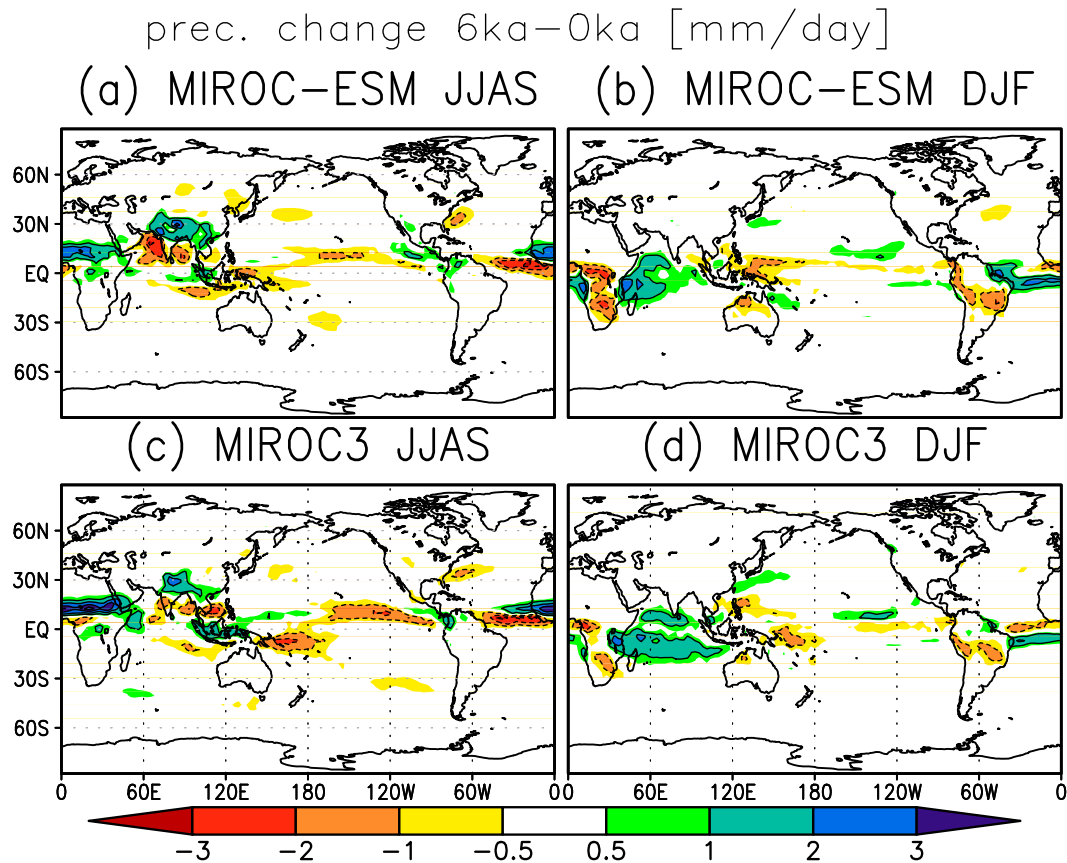 prec. change 6ka−0ka [mm/day]
(a) MIROC−ESM JJAS
(b) MIROC−ESM DJF
60N
30N
EQ
30S
60S
(c) MIROC3 JJAS
(d) MIROC3 DJF
60N
30N
EQ
30S
60S
0 60E 120E 180 120W 60W 0
0 60E 120E 180 120W 60W 0
−3 −2 −1 −0.5 0.5 1 2 3